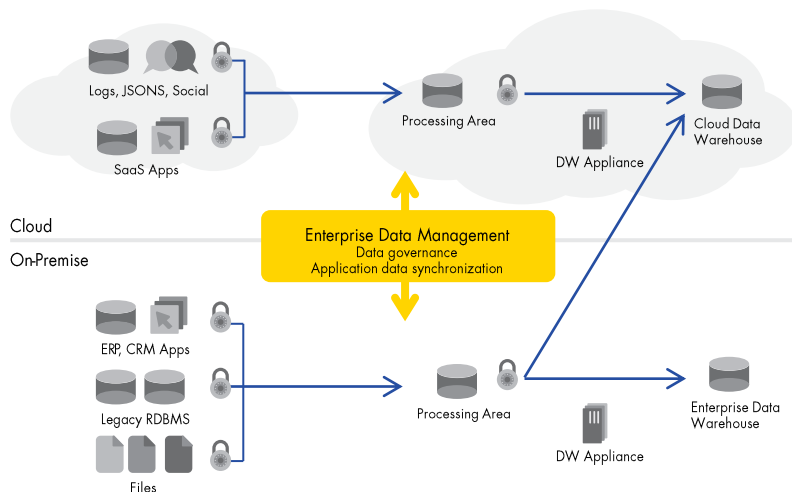 Logs, JSONS, Social
SaaS Apps
Processing Area
DW Appliance
Cloud Data
Warehouse
Cloud
On-Premise
Enterprise Data Management
Data governance
Application data synchronization
ERP, CRM Apps
Legacy RDBMS
Files
Processing Area
DW Appliance
Enterprise Data
Warehouse